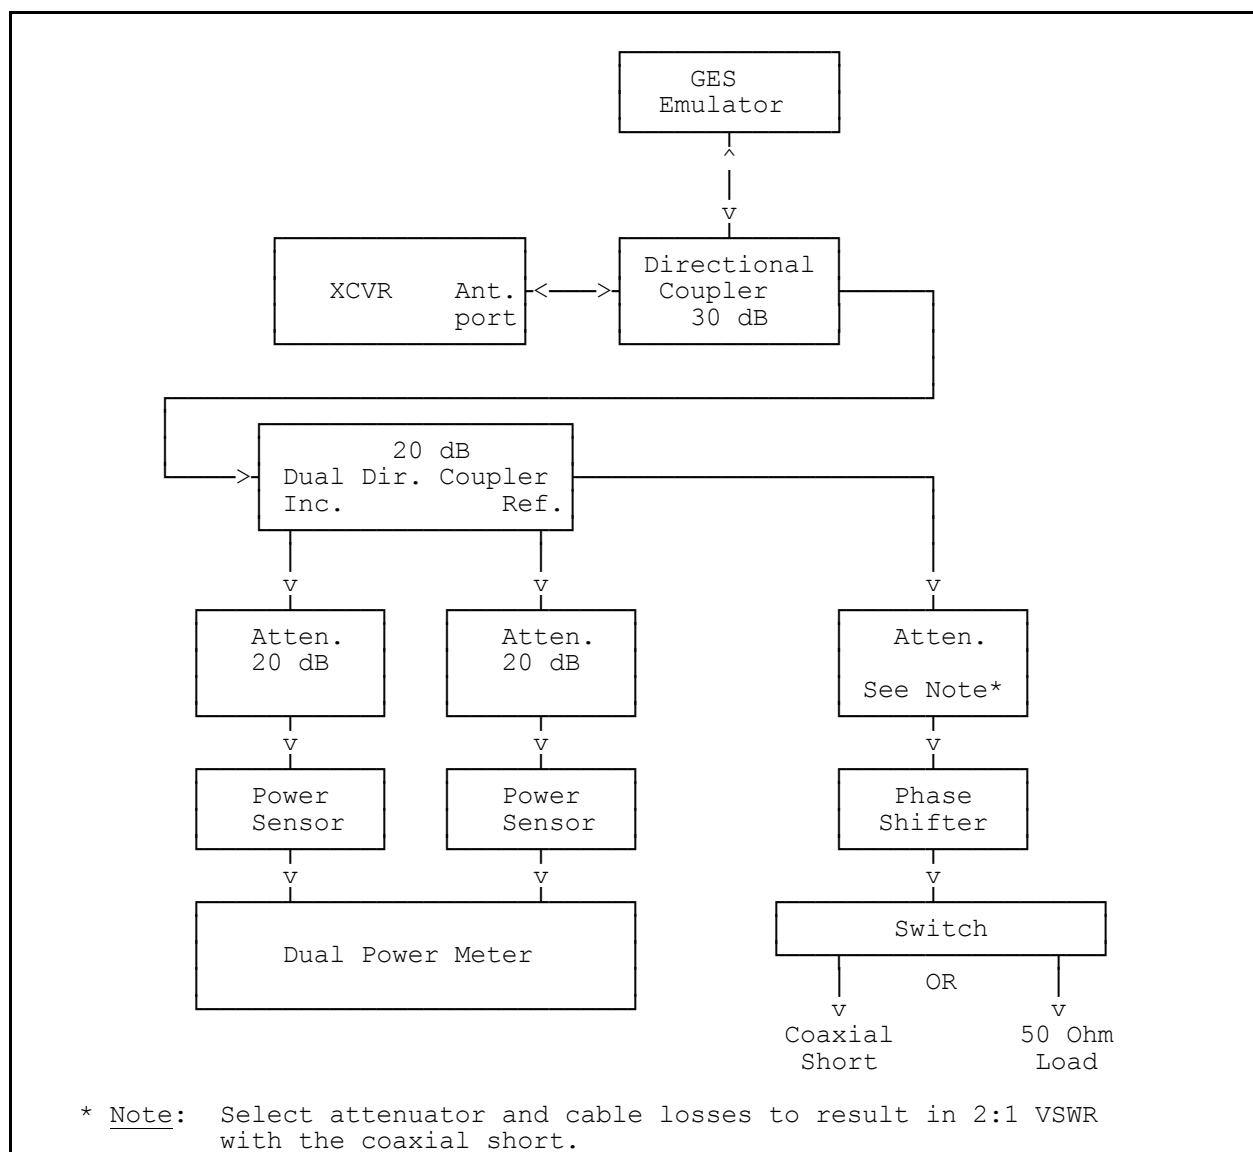 GES
Emulator
^
v
Directional
XCVR Ant. < > Coupler
port 30 dB
20 dB
> Dual Dir. Coupler
Inc. Ref.
v v v
Atten. Atten. Atten.
20 dB 20 dB
See Note*
v v v
Power Power Phase
Sensor Sensor Shifter
v v v
Switch
Dual Power Meter
OR
v v
Coaxial 50 Ohm
Short Load
* Note: Select attenuator and cable losses to result in 2:1 VSWR
with the coaxial short.